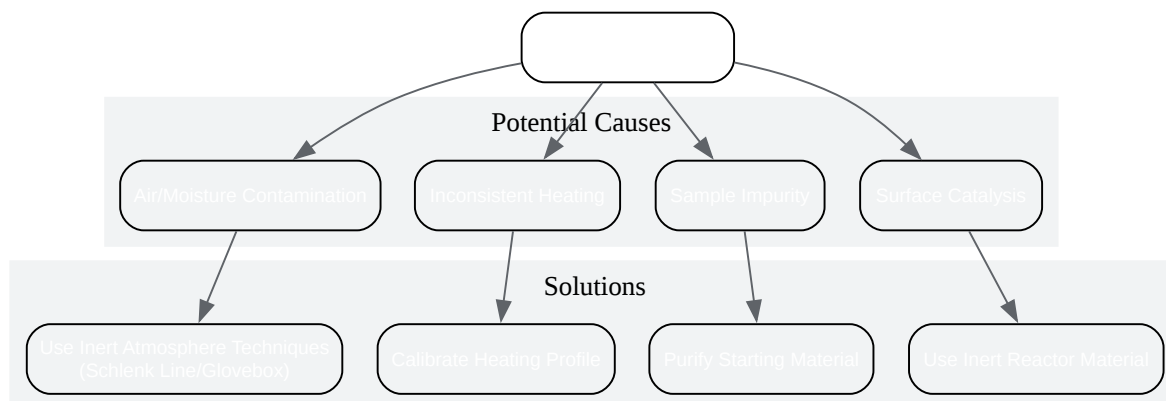 Potential Causes
Air/Moisture Contamination
Inconsistent Heating
Sample Impurity
Surface Catalysis
Solutions
Use Inert Atmosphere Techniques
(Schlenk Line/Glovebox)
Calibrate Heating Profile
Purify Starting Material
Use Inert Reactor Material